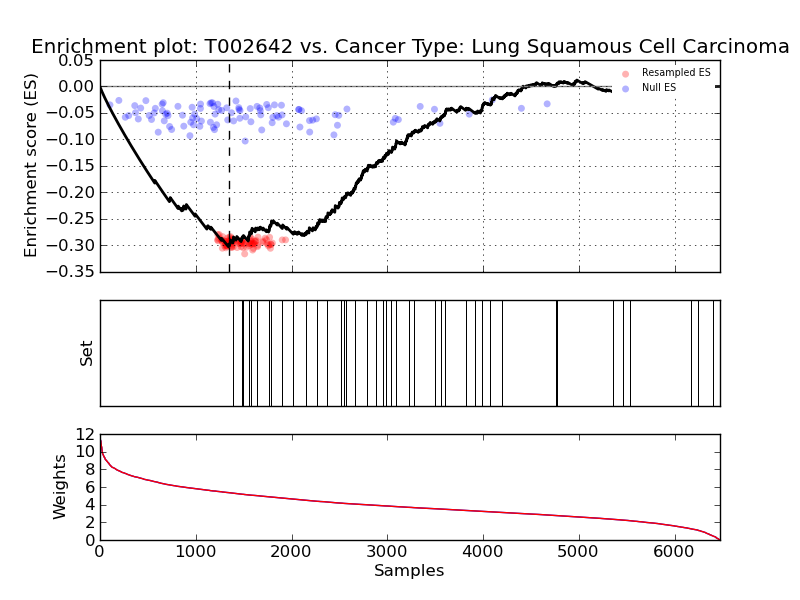 Enrichment plot: T002642 vs. Cancer Type: Lung Squamous Cell Carcinoma
0.05
0.00
−0.05
−0.10
−0.15
−0.20
−0.25
−0.30
−0.35
Enrichment score (ES)
Resampled ES
Null ES
Set
12
10
8
6
4
2
0
Weights
0 1000 2000 3000 4000 5000 6000
Samples